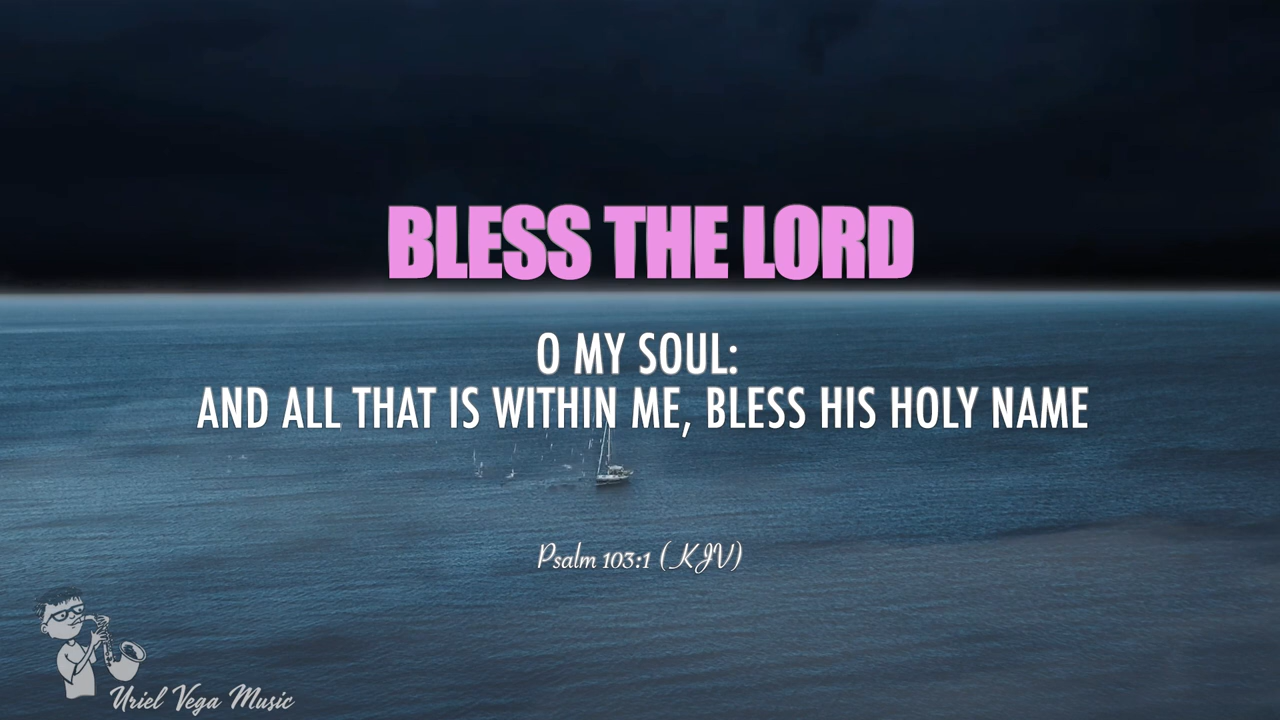 BLESS THE LORD
O MY SOUL:
AND ALL THAT IS WITHIN ME, BLESS HIS HOLY NAME
Psalm 103:1 (KJV)
Uriel Vega Music